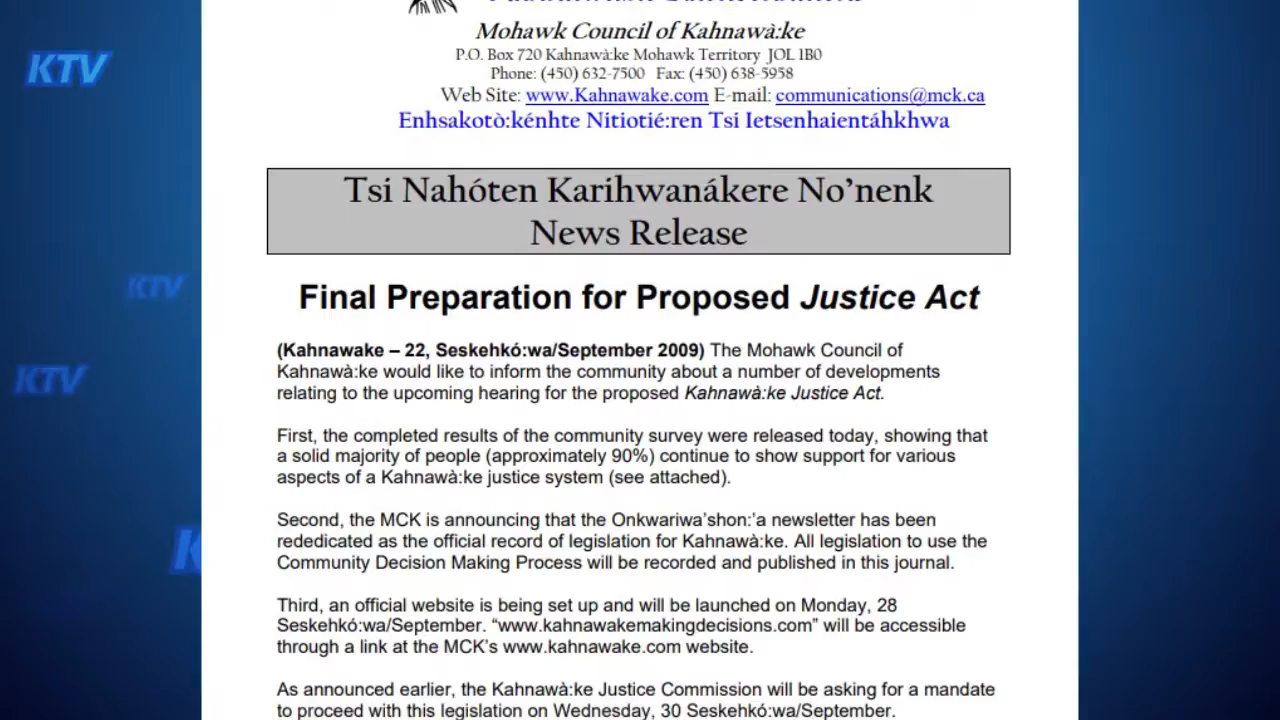 Mohawk Council of Kahnawà:ke
P.O. Box 720 Kahnawà:ke Mohawk Territory JOL 1B0
Phone: (450) 632-7500 Fax: (450) 638-5958
Web Site: www.Kahnawake.com E-mail: communications@mck.ca
Enhsakotò:kénhte Nitiotié:ren Tsi Ietsenhaientáhkhwa
Tsi Nahóten Karihwanákere No’nenk
News Release
Final Preparation for Proposed Justice Act
(Kahnawake – 22, Seskehkó:wa/September 2009) The Mohawk Council of
Kahnawà:ke would like to inform the community about a number of developments
relating to the upcoming hearing for the proposed Kahnawà:ke Justice Act.
First, the completed results of the community survey were released today, showing that
a solid majority of people (approximately 90%) continue to show support for various
aspects of a Kahnawà:ke justice system (see attached).
Second, the MCK is announcing that the Onkwariwa’shon:’a newsletter has been
rededicated as the official record of legislation for Kahnawà:ke. All legislation to use the
Community Decision Making Process will be recorded and published in this journal.
Third, an official website is being set up and will be launched on Monday, 28
Seskehkó:wa/September. “www.kahnawakemakingdecisions.com” will be accessible
through a link at the MCK’s www.kahnawake.com website.
As announced earlier, the Kahnawà:ke Justice Commission will be asking for a mandate
to proceed with this legislation on Wednesday, 30 Seskehkó:wa/September.
KTV
KTV
KTV
K